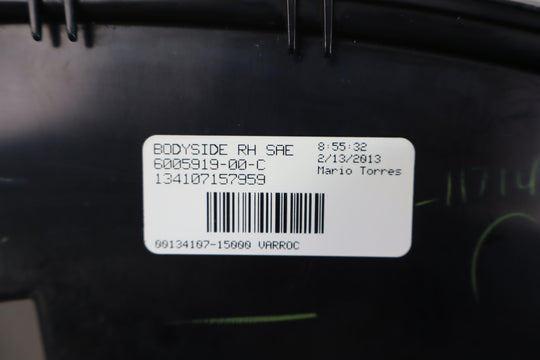 BODYSIDE RH SAE
6005919-00-C
134107157959
8:55:32
2/13/2013
Mario Torres
00134107-15000 VARROC